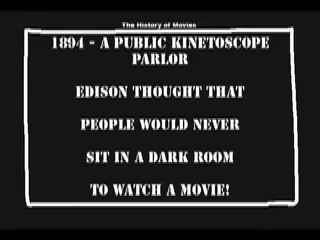 The History of Movies
1894 - A PUBLIC KINETOSCOPE
PARLOR
EDISON THOUGHT THAT
PEOPLE WOULD NEVER
SIT IN A DARK ROOM
TO WATCH A MOVIE!